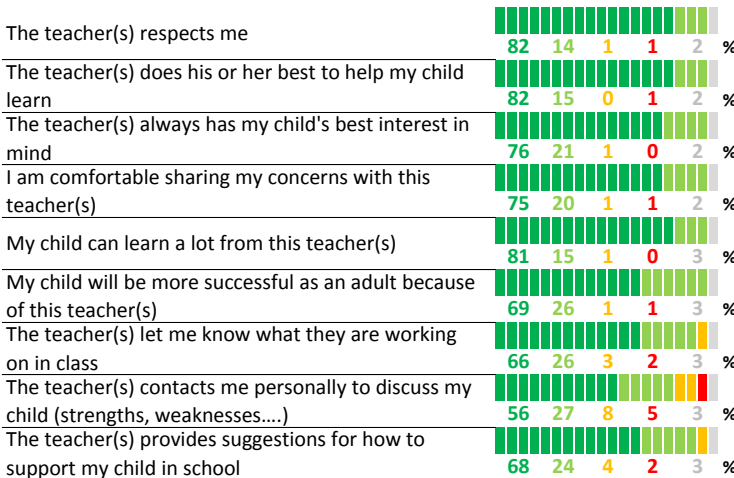 The teacher(s) respects me
82 14 1 1 2 %
The teacher(s) does his or her best to help my child
learn
82 15 0 1 2 %
The teacher(s) always has my child's best interest in
mind
76 21 1 0 2 %
I am comfortable sharing my concerns with this
teacher(s)
75 20 1 1 2 %
My child can learn a lot from this teacher(s)
81 15 1 0 3 %
My child will be more successful as an adult because
of this teacher(s)
69 26 1 1 3 %
The teacher(s) let me know what they are working
on in class
66 26 3 2 3 %
The teacher(s) contacts me personally to discuss my
child (strengths, weaknesses....)
56 27 8 5 3 %
The teacher(s) provides suggestions for how to
support my child in school
68 24 4 2 3 %